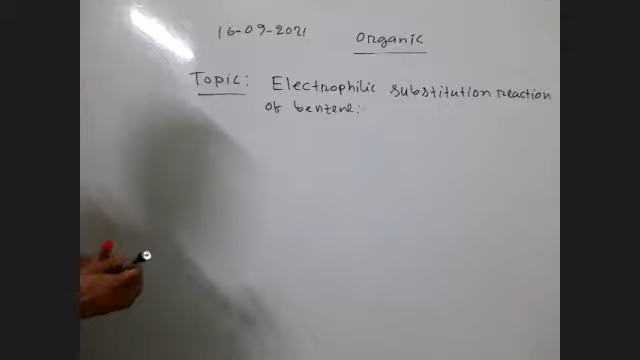 16-09-2021
Organic
Topic: Electrophilic substitution reaction
of benzene: